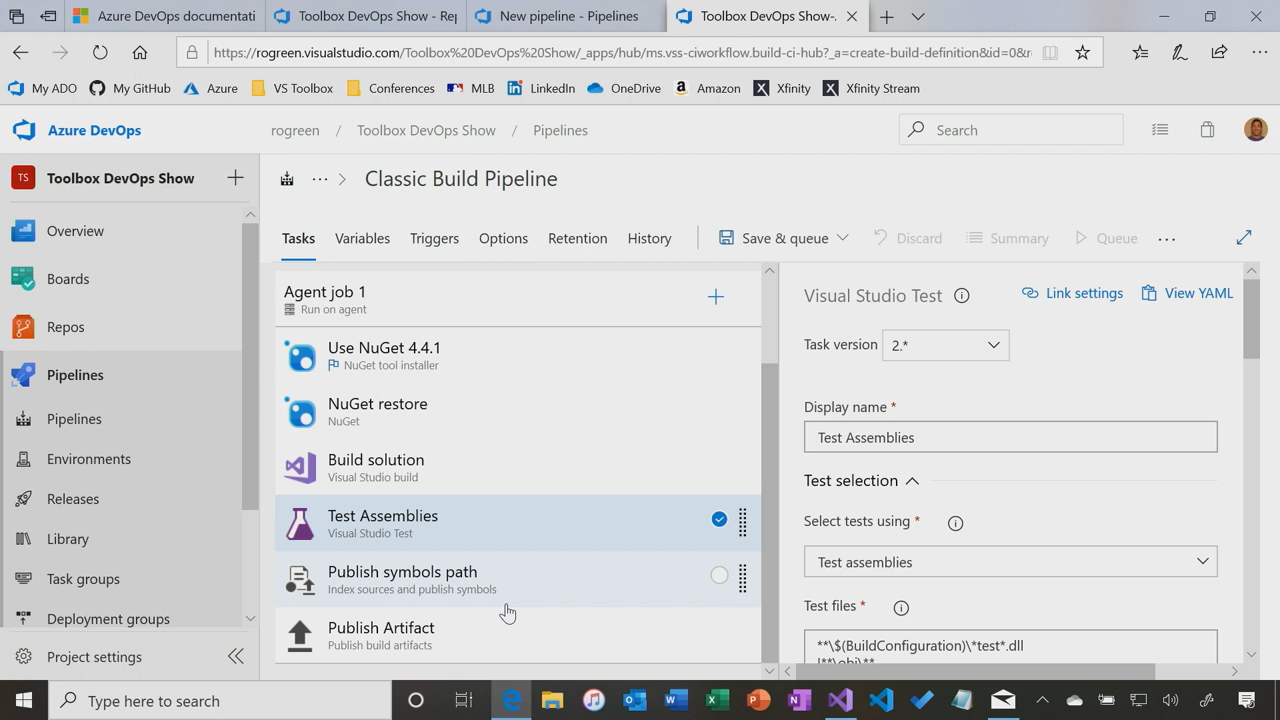 Azure DevOps documentati
Toolbox DevOps Show - Rep
New pipeline - Pipelines
Toolbox DevOps Show-
https://rogreen.visualstudio.com/Toolbox%20DevOps%20Show/_apps/hub/ms.vss-ciworkflow.build-ci-hub?_a=create-build-definition&id=0&r
My ADO
My GitHub
Azure
VS Toolbox
Conferences
MLB
LinkedIn
OneDrive
Amazon
Xfinity
Xfinity Stream
Azure DevOps
rogreen / Toolbox DevOps Show / Pipelines
Search
TS
Toolbox DevOps Show
Overview
Boards
Repos
Pipelines
Pipelines
Environments
Releases
Library
Task groups
Deployment groups
Project settings
... > Classic Build Pipeline
Tasks
Variables
Triggers
Options
Retention
History
Save & queue
Discard
Summary
Queue
...
Agent job 1
Run on agent
Use NuGet 4.4.1
NuGet tool installer
NuGet restore
NuGet
Build solution
Visual Studio build
Test Assemblies
Visual Studio Test
Publish symbols path
Index sources and publish symbols
Publish Artifact
Publish build artifacts
Visual Studio Test
Link settings
View YAML
Task version 2.*
Display name *
Test Assemblies
Test selection
Select tests using *
Test assemblies
Test files *
**\$(BuildConfiguration)\*test*.dll
!**\obj\**
Type here to search